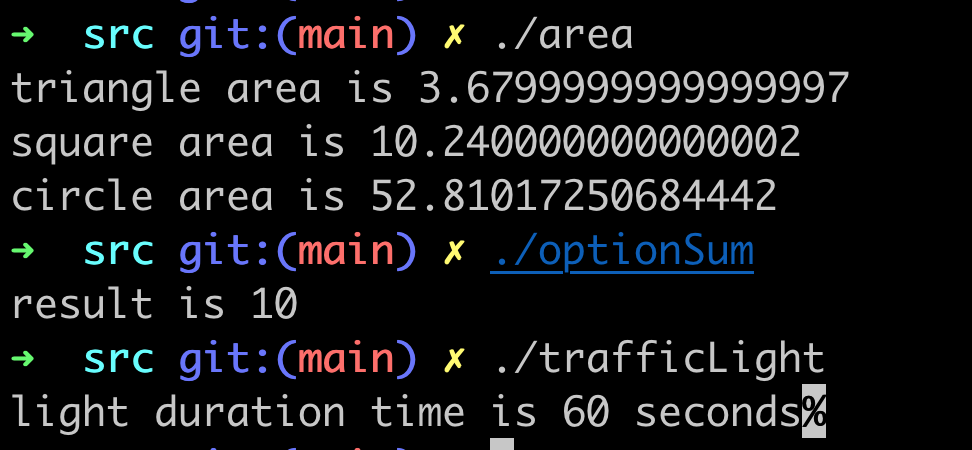 ➜  src git:(main) ✗ ./area
triangle area is 3.6799999999999997
square area is 10.240000000000002
circle area is 52.81017250684442
➜  src git:(main) ✗ ./optionSum
result is 10
➜  src git:(main) ✗ ./trafficLight
light duration time is 60 seconds%